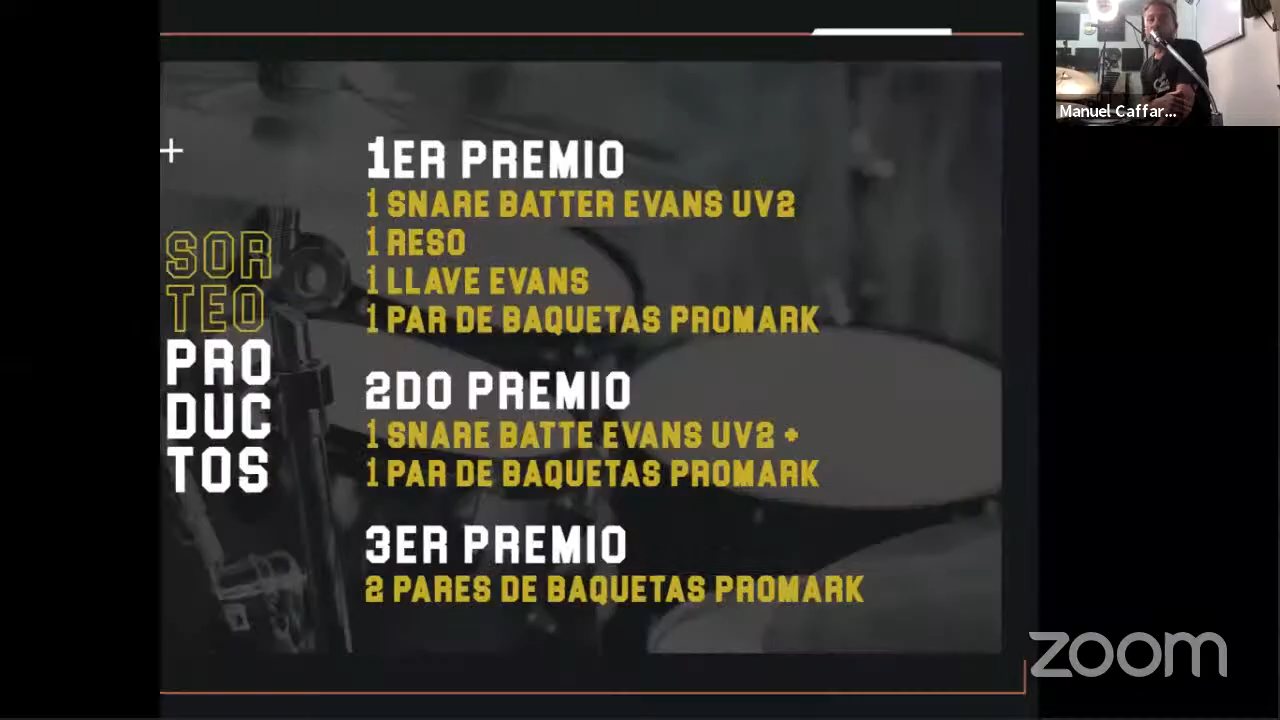 SOR
TEO
PRO
DUC
TOS
1ER PREMIO
1 SNARE BATTER EVANS UV2
1 RESO
1 LLAVE EVANS
1 PAR DE BAQUETAS PROMARK
2DO PREMIO
1 SNARE BATTE EVANS UV2 +
1 PAR DE BAQUETAS PROMARK
3ER PREMIO
2 PARES DE BAQUETAS PROMARK
Manuel Caffar...
zoom